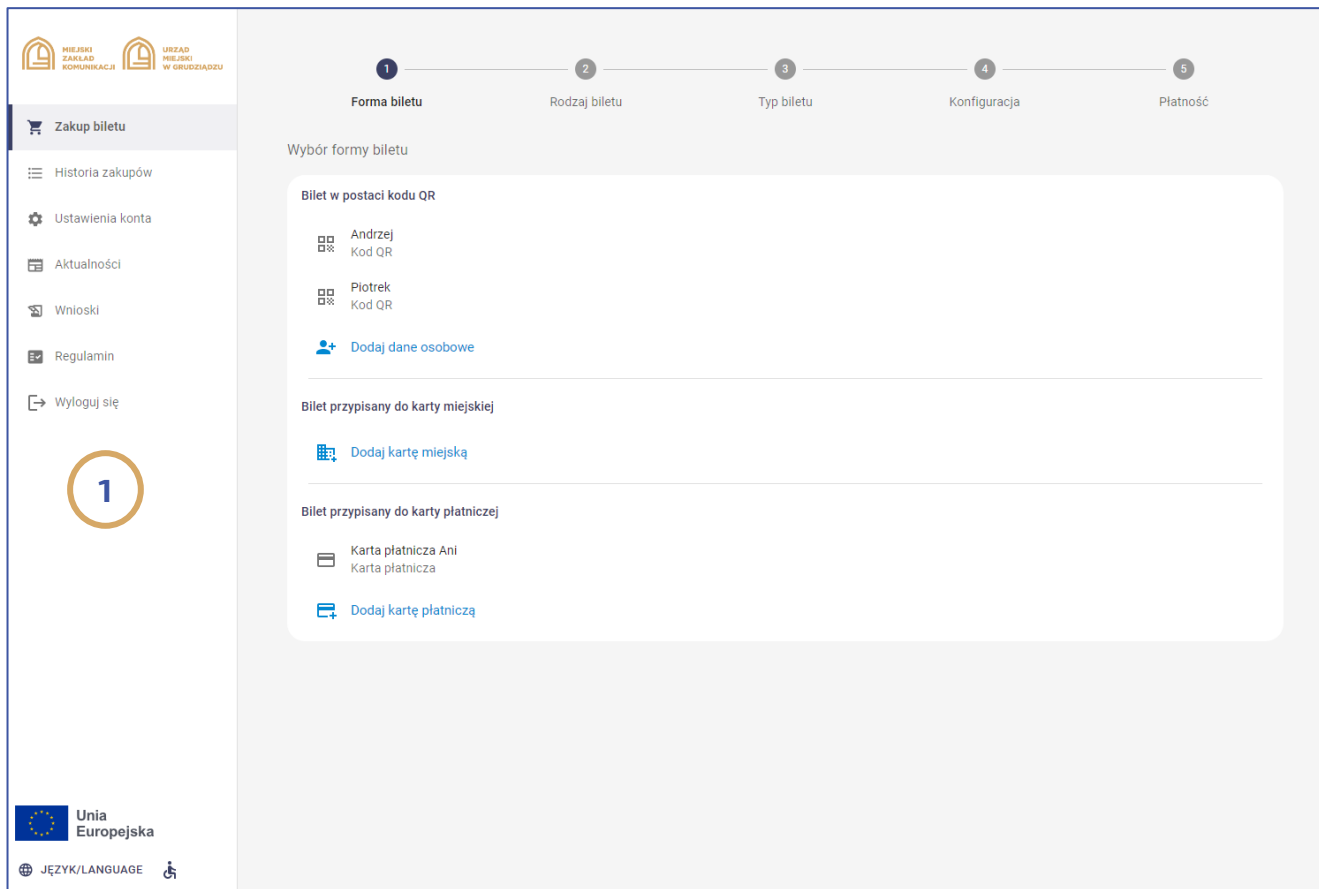 MIEJSKI
ZAKŁAD
KOMUNIKACJI
URZĄD
MIEJSKI
W GRUDZIĄDZU
Zakup biletu
Historia zakupów
Ustawienia konta
Aktualności
Wnioski
Regulamin
Wyloguj się
1
Unia
Europejska
JĘZYK/LANGUAGE
1 2 3 4 5
Forma biletu Rodzaj biletu Typ biletu Konfiguracja Płatność
Wybór formy biletu
Bilet w postaci kodu QR
Andrzej
Kod QR
Piotrek
Kod QR
Dodaj dane osobowe
Bilet przypisany do karty miejskiej
Dodaj kartę miejską
Bilet przypisany do karty płatniczej
Karta płatnicza Ani
Karta płatnicza
Dodaj kartę płatniczą